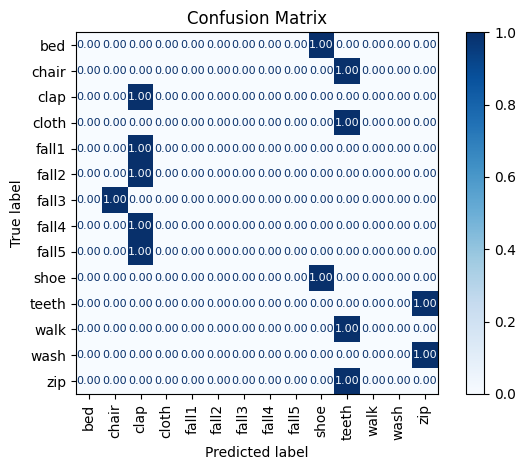 Confusion Matrix
True label
bed 0.00 0.00 0.00 0.00 0.00 0.00 0.00 0.00 0.00 1.00 0.00 0.00 0.00 0.00
chair 0.00 0.00 0.00 0.00 0.00 0.00 0.00 0.00 0.00 0.00 1.00 0.00 0.00 0.00
clap 0.00 0.00 1.00 0.00 0.00 0.00 0.00 0.00 0.00 0.00 0.00 0.00 0.00 0.00
cloth 0.00 0.00 0.00 0.00 0.00 0.00 0.00 0.00 0.00 0.00 1.00 0.00 0.00 0.00
fall1 0.00 0.00 1.00 0.00 0.00 0.00 0.00 0.00 0.00 0.00 0.00 0.00 0.00 0.00
fall2 0.00 0.00 1.00 0.00 0.00 0.00 0.00 0.00 0.00 0.00 0.00 0.00 0.00 0.00
fall3 0.00 1.00 0.00 0.00 0.00 0.00 0.00 0.00 0.00 0.00 0.00 0.00 0.00 0.00
fall4 0.00 0.00 1.00 0.00 0.00 0.00 0.00 0.00 0.00 0.00 0.00 0.00 0.00 0.00
fall5 0.00 0.00 1.00 0.00 0.00 0.00 0.00 0.00 0.00 0.00 0.00 0.00 0.00 0.00
shoe 0.00 0.00 0.00 0.00 0.00 0.00 0.00 0.00 0.00 1.00 0.00 0.00 0.00 0.00
teeth 0.00 0.00 0.00 0.00 0.00 0.00 0.00 0.00 0.00 0.00 0.00 0.00 0.00 1.00
walk 0.00 0.00 0.00 0.00 0.00 0.00 0.00 0.00 0.00 0.00 1.00 0.00 0.00 0.00
wash 0.00 0.00 0.00 0.00 0.00 0.00 0.00 0.00 0.00 0.00 0.00 0.00 0.00 1.00
zip 0.00 0.00 0.00 0.00 0.00 0.00 0.00 0.00 0.00 0.00 1.00 0.00 0.00 0.00
bed chair clap cloth fall1 fall2 fall3 fall4 fall5 shoe teeth walk wash zip
Predicted label
1.0
0.8
0.6
0.4
0.2
0.0